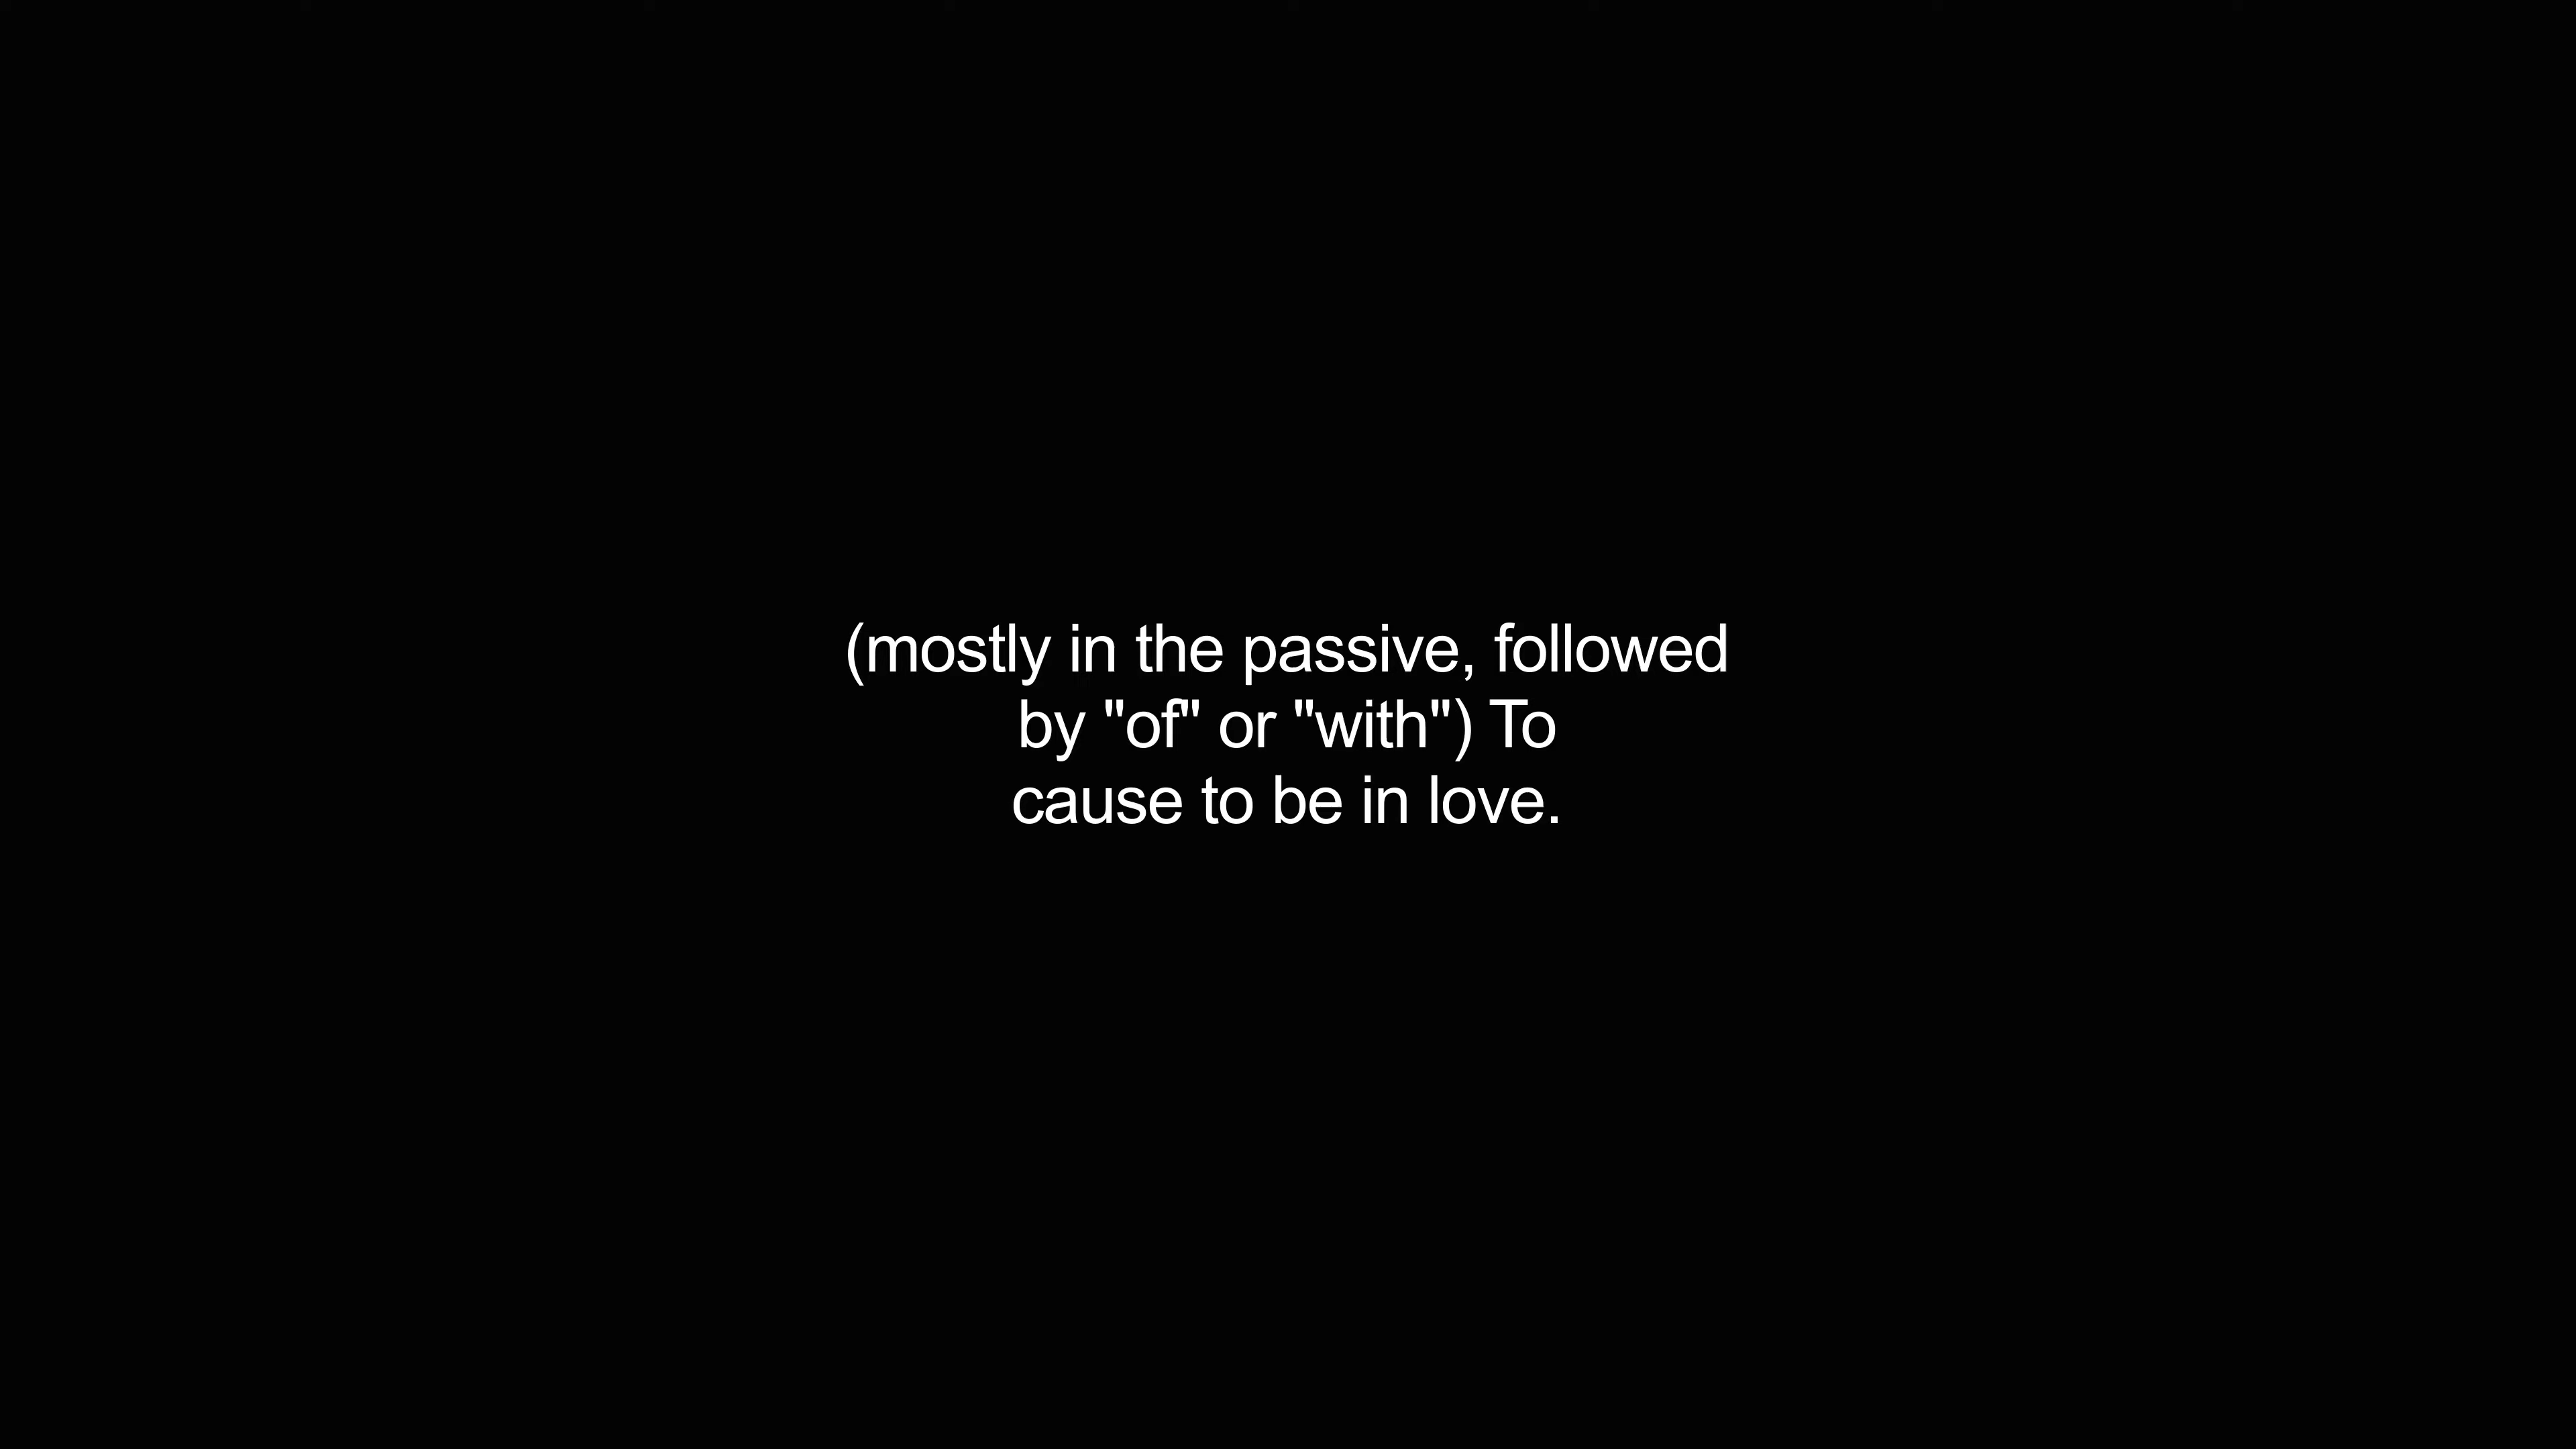 (mostly in the passive, followed
by "of" or "with") To
cause to be in love.